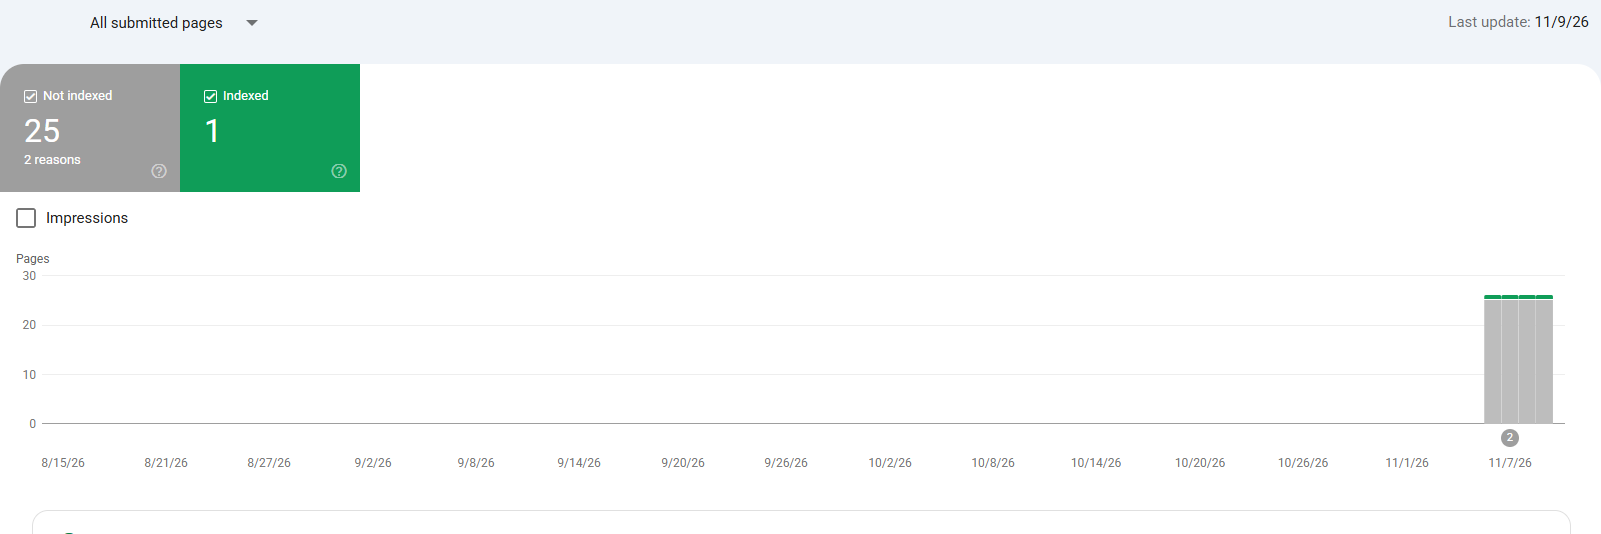 All submitted pages
Last update: 11/9/26
Not indexed
25
2 reasons
Indexed
1
Impressions
Pages
30
20
10
0
2
8/15/26 8/21/26 8/27/26 9/2/26 9/8/26 9/14/26 9/20/26 9/26/26 10/2/26 10/8/26 10/14/26 10/20/26 10/26/26 11/1/26 11/7/26